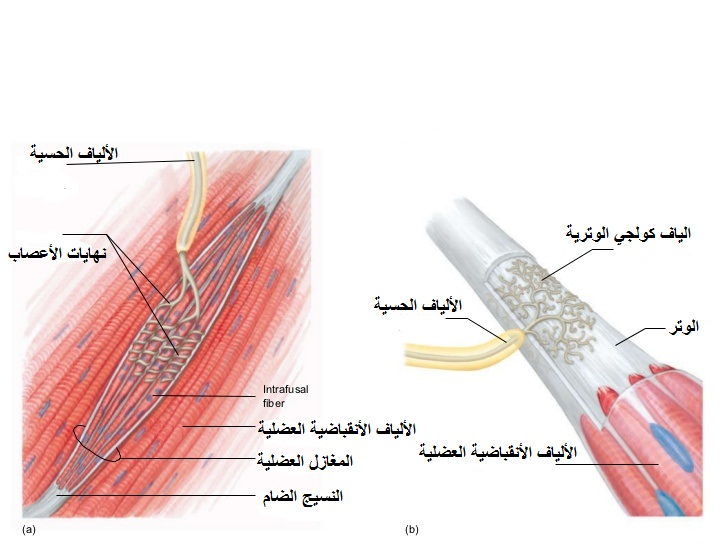 الألياف الحسية
نهايات الأعصاب
Intrafusal
fiber
الألياف الأنقباضية العضلية
المغازل العضلية
النسيج الضام
(a)
الياف كولجي الوترية
الألياف الحسية
الوتر
الألياف الأنقباضية العضلية
(b)